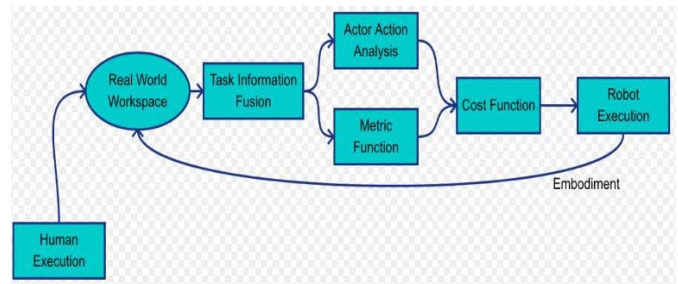 Actor Action
Analysis
Real World
Workspace
Task Information
Fusion
Metric
Function
Cost Function
Robot
Execution
Embodiment
Human
Execution